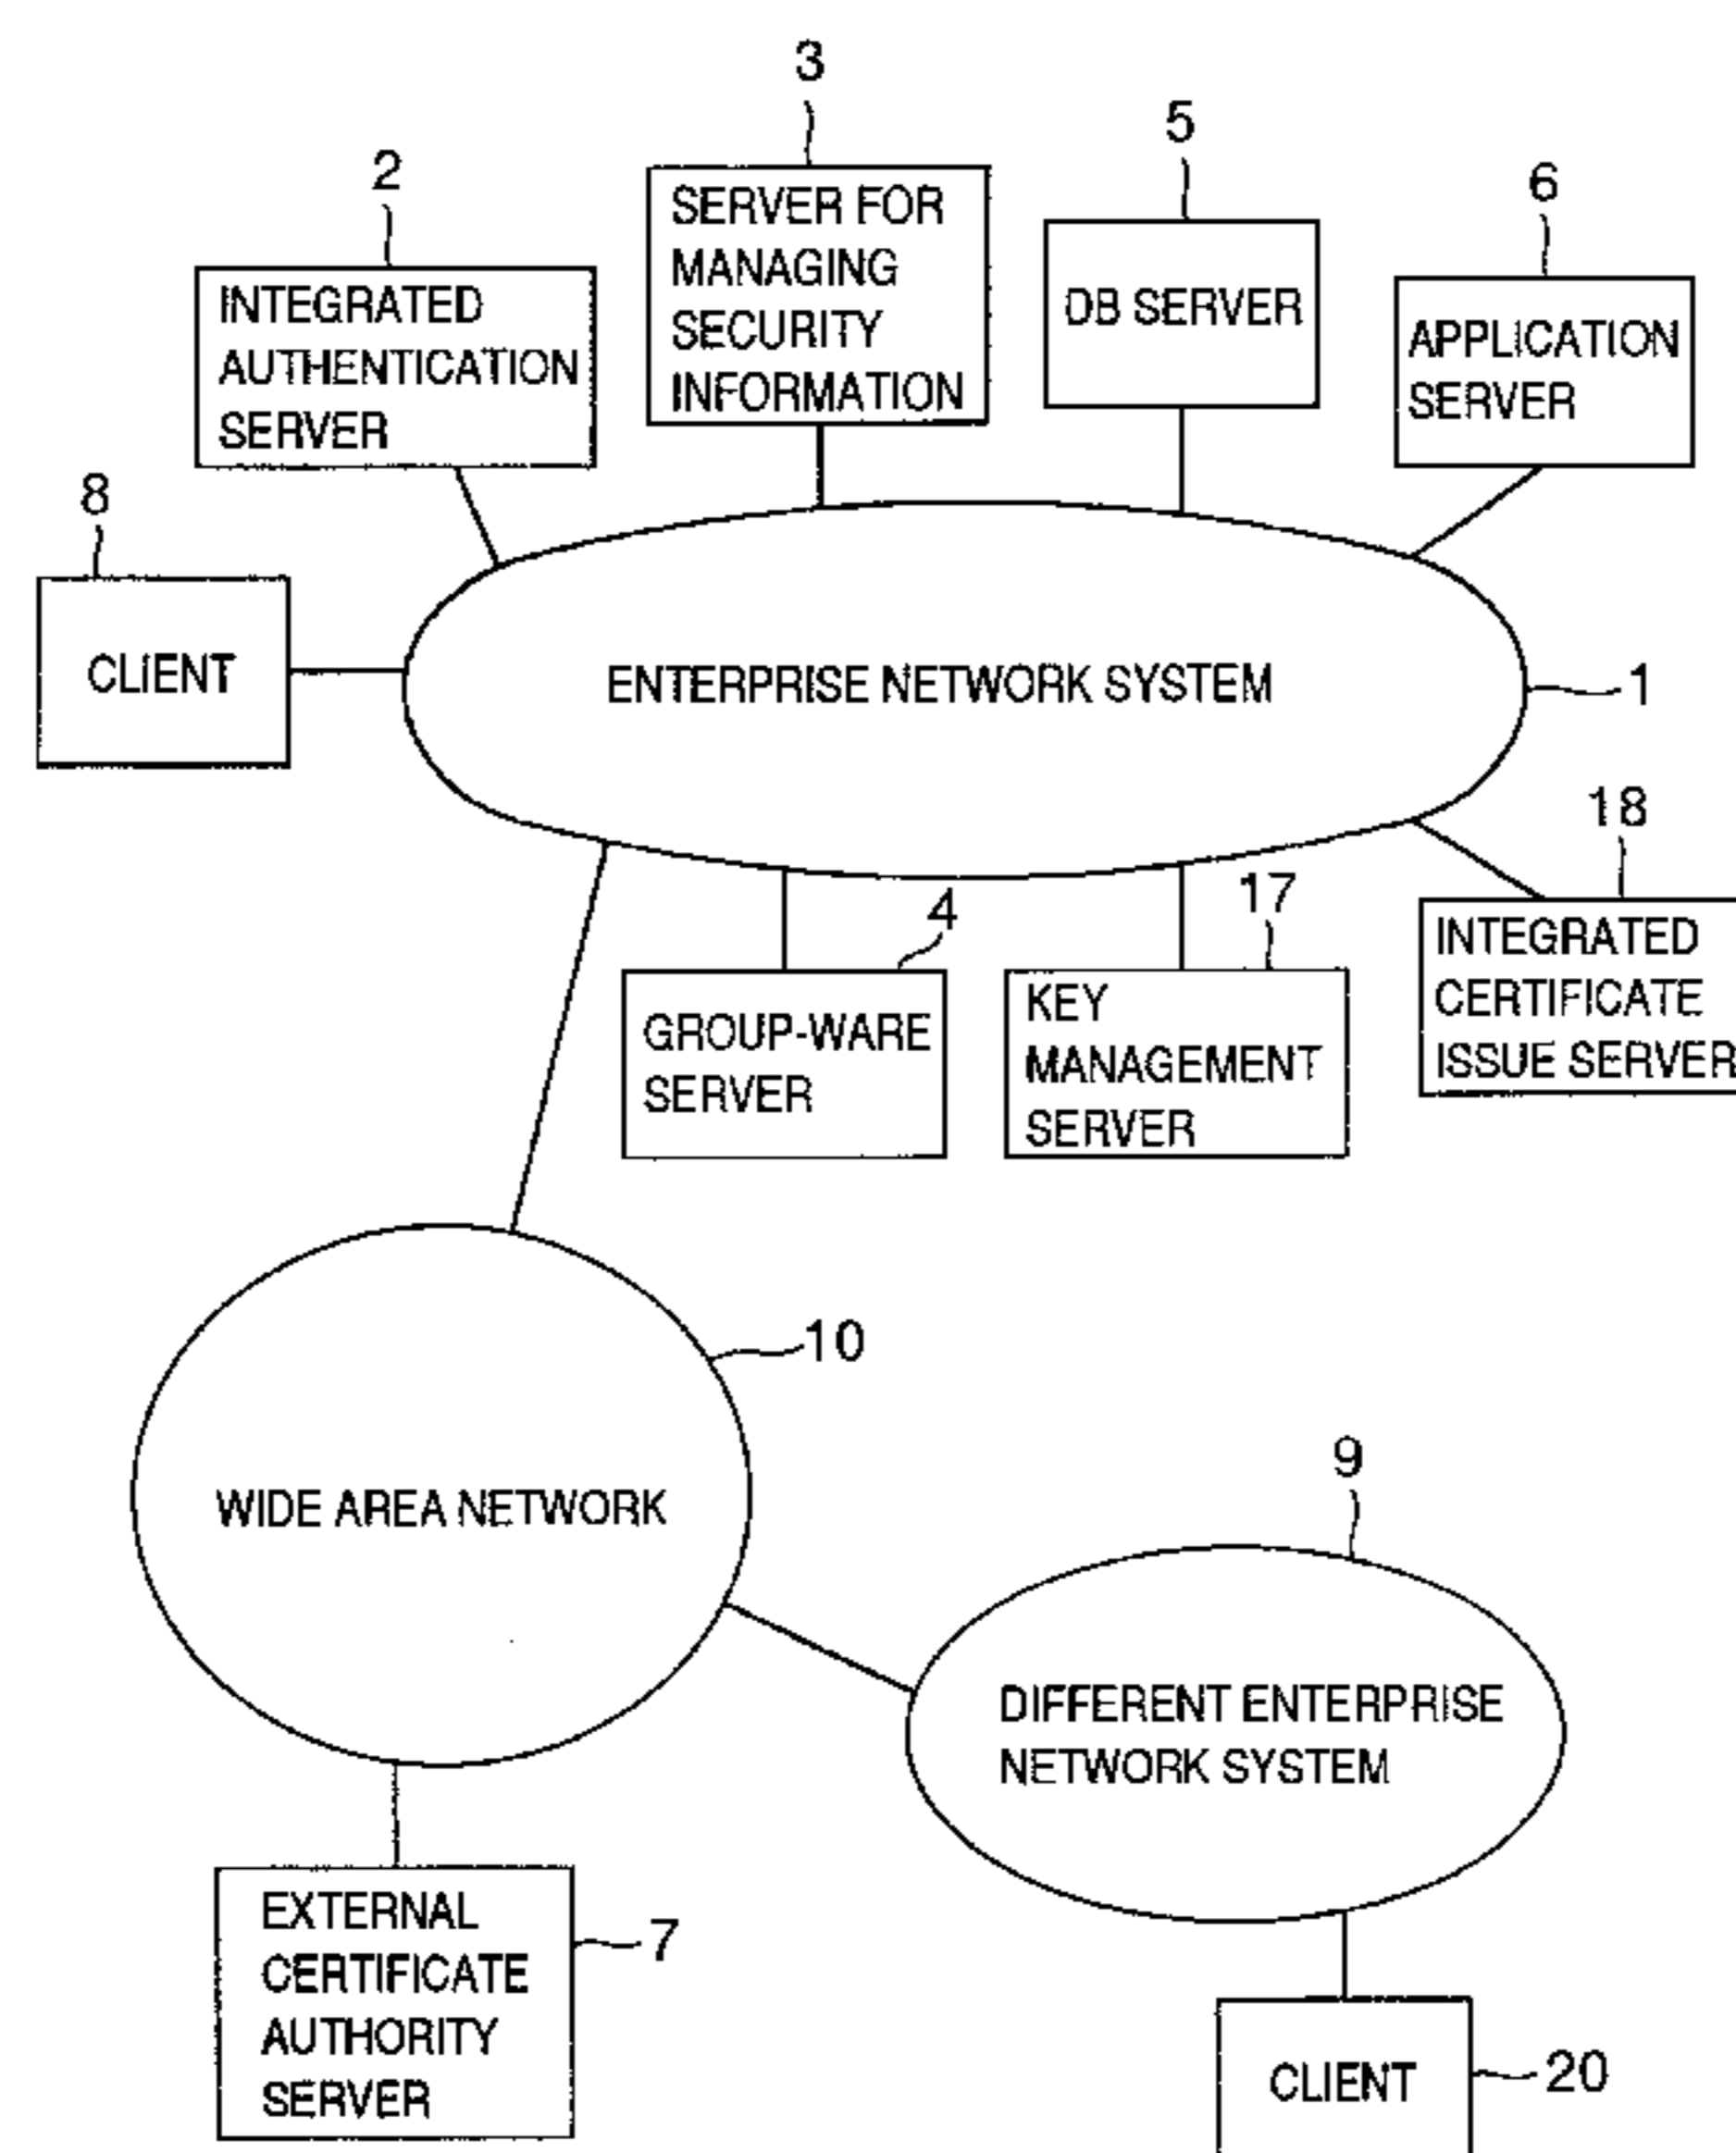 3
5
2
6
SERVER FOR
MANAGING
SECURITY
INFORMATION
DB SERVER
INTEGRATED
AUTHENTICATION
SERVER
APPLICATION
SERVER
8
CLIENT
ENTERPRISE NETWORK SYSTEM
1
18
4
17
INTEGRATED
CERTIFICATE
ISSUE SERVER
GROUP-WARE
SERVER
KEY
MANAGEMENT
SERVER
10
WIDE AREA NETWORK
9
DIFFERENT ENTERPRISE
NETWORK SYSTEM
EXTERNAL
CERTIFICATE
AUTHORITY
SERVER
7
CLIENT
20